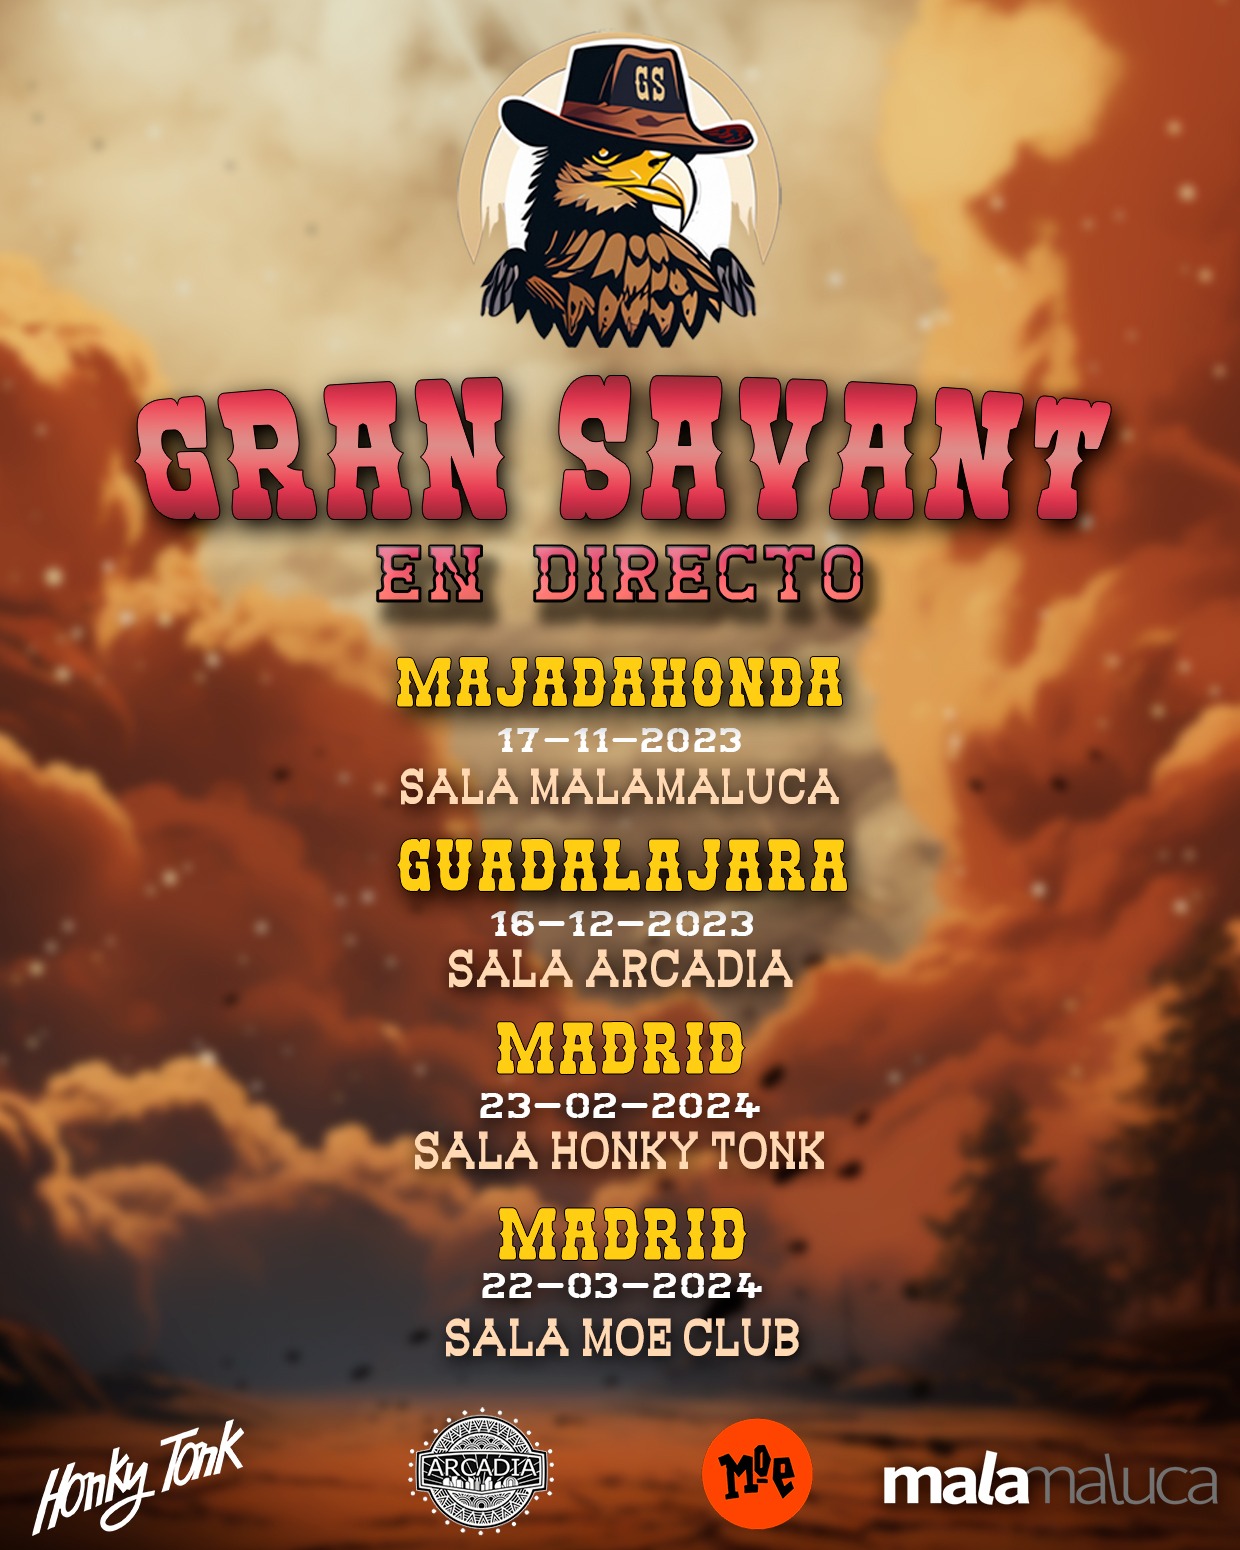 GS
GRAN SAVANT
EN DIRECTO
MAJADAHONDA
17-11-2023
SALA MALAMALUCA
GUADALAJARA
16-12-2023
SALA ARCADIA
MADRID
23-02-2024
SALA HONKY TONK
MADRID
22-03-2024
SALA MOE CLUB
Honky Tonk
ARCADIA
Moe
malamaluca